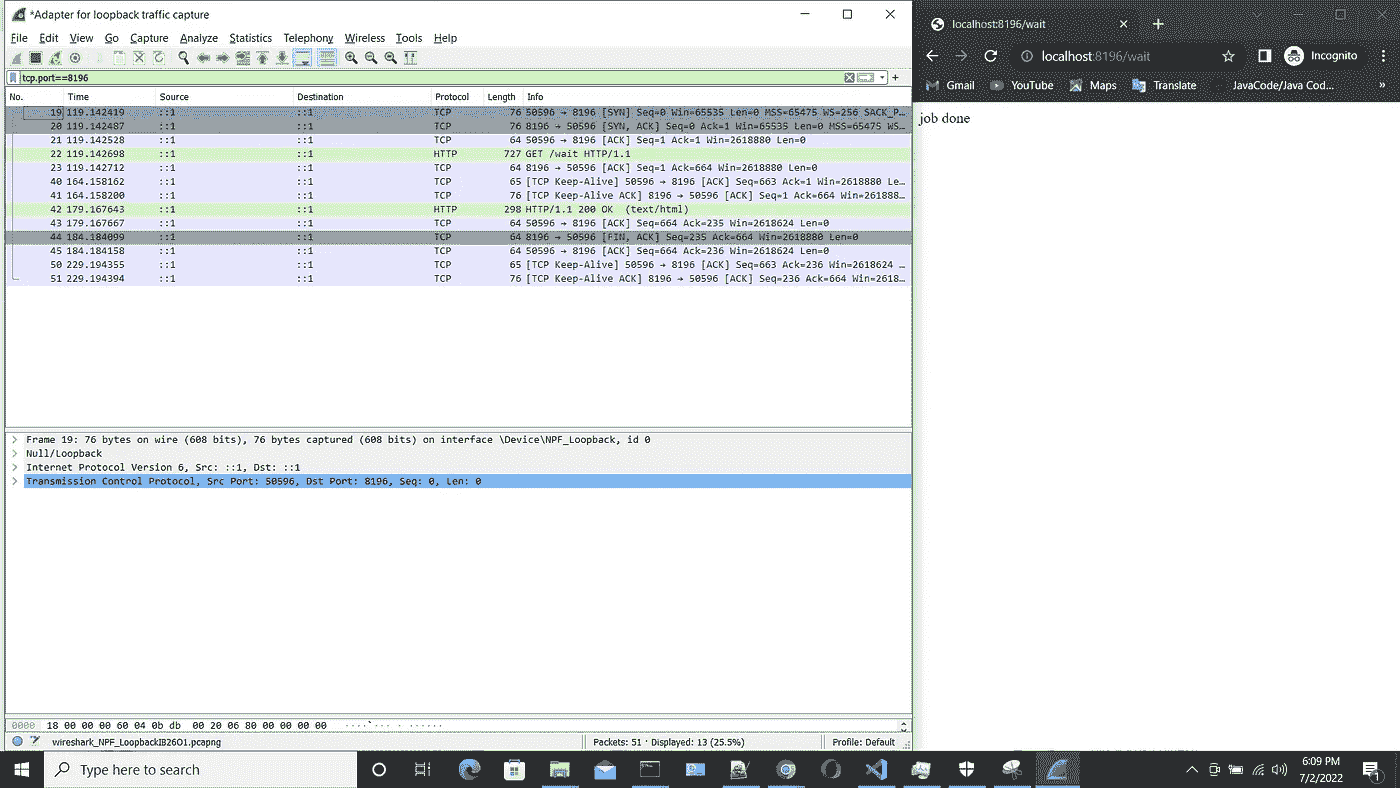 *Adapter for loopback traffic capture
File Edit View Go Capture Analyze Statistics Telephony Wireless Tools Help
tcp.port==8196
No. Time Source Destination Protocol Length Info
19 119.142419 ::1 ::1 TCP 76 50596 → 8196 [SYN] Seq=0 Win=65535 Len=0 MSS=65475 WS=256 SACK_P…
20 119.142487 ::1 ::1 TCP 76 8196 → 50596 [SYN, ACK] Seq=0 Ack=1 Win=65535 Len=0 MSS=65475 WS…
21 119.142528 ::1 ::1 TCP 64 50596 → 8196 [ACK] Seq=1 Ack=1 Win=2618880 Len=0
22 119.142698 ::1 ::1 HTTP 727 GET /wait HTTP/1.1
23 119.142712 ::1 ::1 TCP 64 8196 → 50596 [ACK] Seq=1 Ack=664 Win=2618880 Len=0
40 164.158162 ::1 ::1 TCP 65 [TCP Keep-Alive] 50596 → 8196 [ACK] Seq=663 Ack=1 Win=2618880 Le…
41 164.158200 ::1 ::1 TCP 76 [TCP Keep-Alive ACK] 8196 → 50596 [ACK] Seq=1 Ack=664 Win=261888…
42 179.167643 ::1 ::1 HTTP 298 HTTP/1.1 200 OK (text/html)
43 179.167667 ::1 ::1 TCP 64 50596 → 8196 [ACK] Seq=664 Ack=235 Win=2618624 Len=0
44 184.184099 ::1 ::1 TCP 64 8196 → 50596 [FIN, ACK] Seq=235 Ack=664 Win=2618880 Len=0
45 184.184158 ::1 ::1 TCP 64 50596 → 8196 [ACK] Seq=664 Ack=236 Win=2618624 Len=0
50 229.194355 ::1 ::1 TCP 65 [TCP Keep-Alive] 50596 → 8196 [ACK] Seq=663 Ack=236 Win=2618624 …
51 229.194394 ::1 ::1 TCP 76 [TCP Keep-Alive ACK] 8196 → 50596 [ACK] Seq=236 Ack=664 Win=2618…
Frame 19: 76 bytes on wire (608 bits), 76 bytes captured (608 bits) on interface \Device\NPF_Loopback, id 0
Null/Loopback
Internet Protocol Version 6, Src: ::1, Dst: ::1
Transmission Control Protocol, Src Port: 50596, Dst Port: 8196, Seq: 0, Len: 0
0000 18 00 00 00 60 04 0b db 00 20 06 80 00 00 00 00 ····`··· · ······
wireshark_NPF_LoopbackIB26O1.pcapng Packets: 51 · Displayed: 13 (25.5%) Profile: Default
localhost:8196/wait
localhost:8196/wait Incognito
Gmail YouTube Maps Translate JavaCode/Java Cod... »
job done
Type here to search
6:09 PM
7/2/2022
1